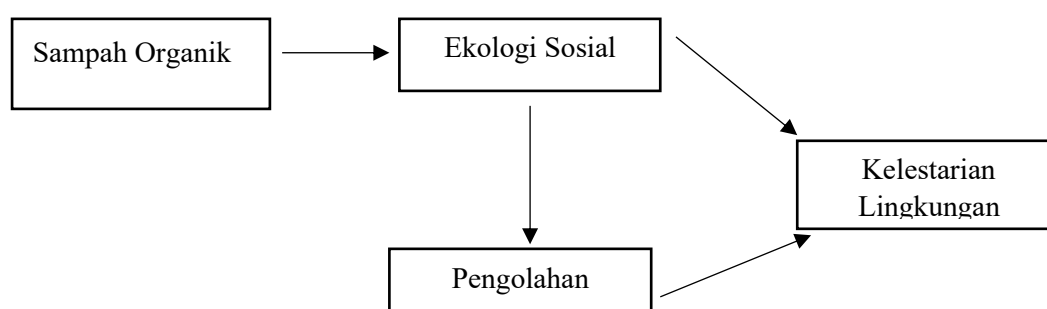 Sampah Organik
Ekologi Sosial
Kelestarian
Lingkungan
Pengolahan